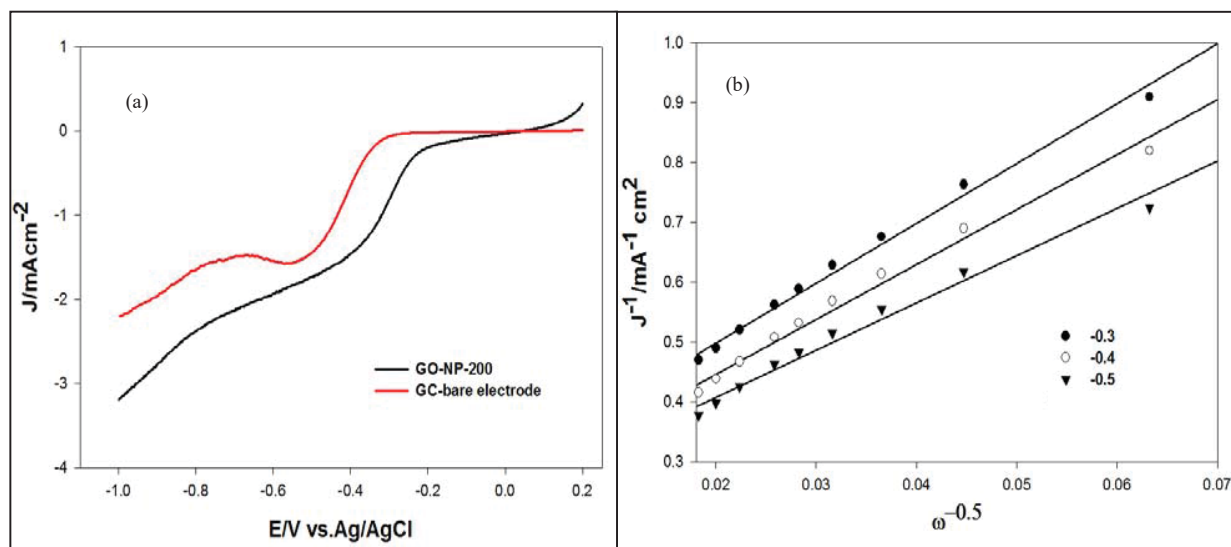 (a)
1
0
-1
-2
-3
-4
J/mAcm⁻²
GO-NP-200
GC-bare electrode
-1.0 -0.8 -0.6 -0.4 -0.2 0.0 0.2
E/V vs.Ag/AgCl
(b)
1.0
0.9
0.8
0.7
0.6
0.5
0.4
0.3
J⁻¹/mA⁻¹ cm²
-0.3
-0.4
-0.5
0.02 0.03 0.04 0.05 0.06 0.07
ω⁻⁰·⁵